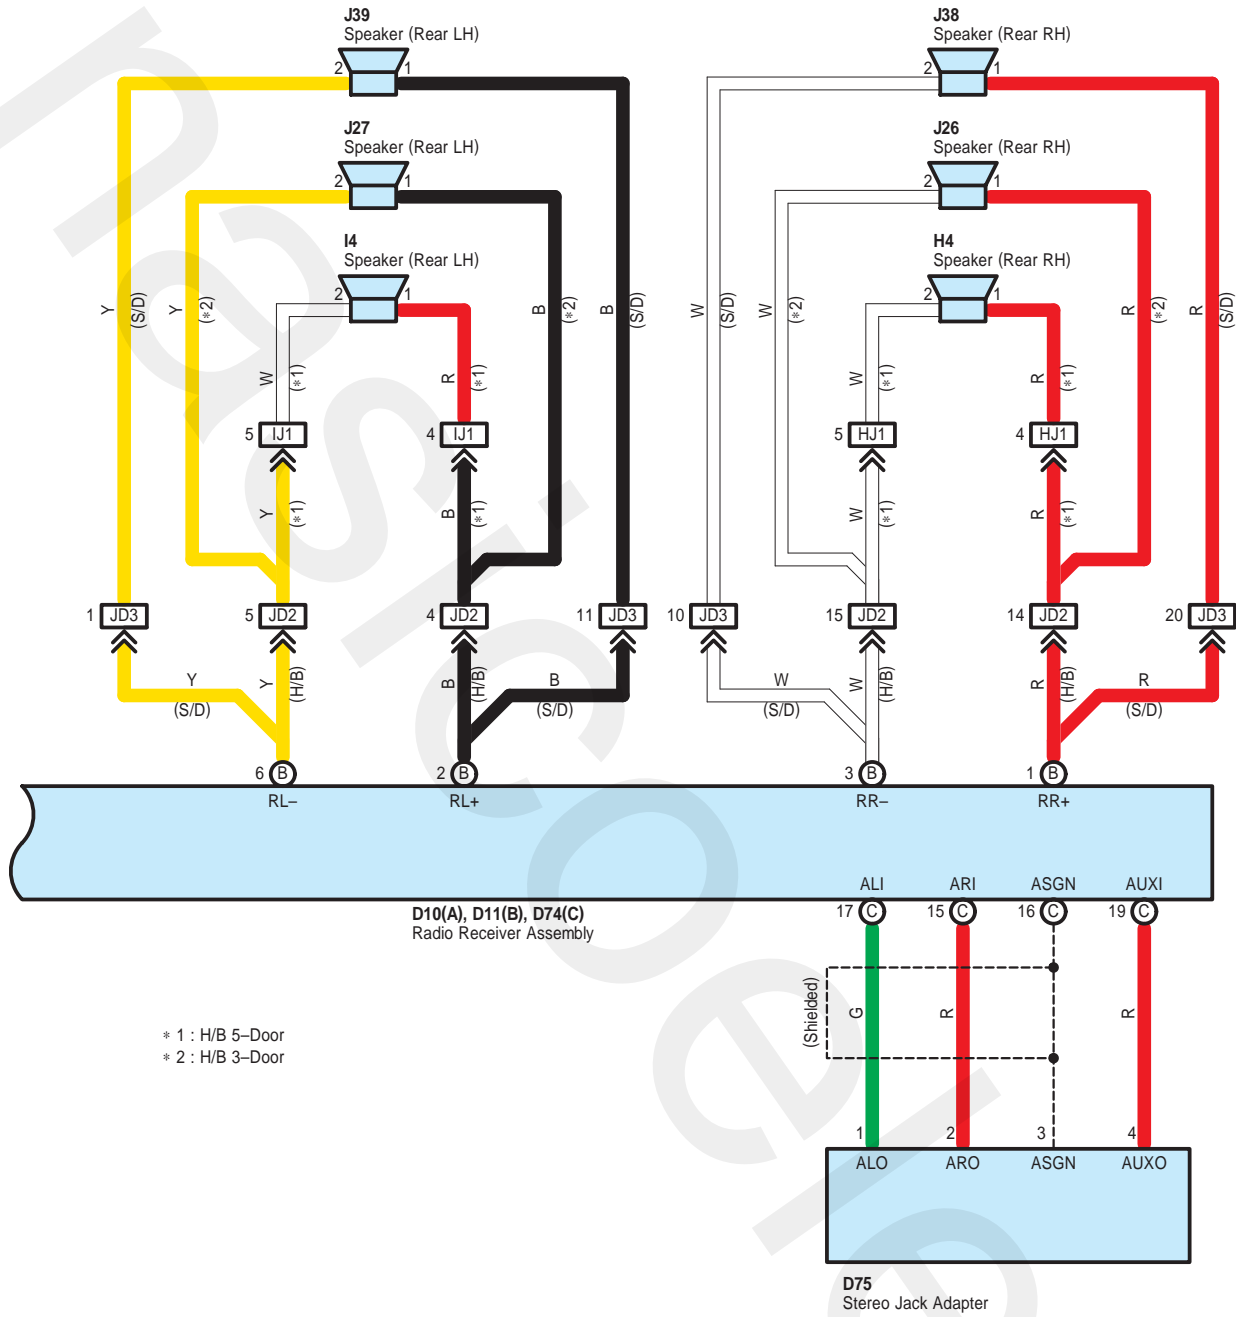 J39
Speaker (Rear LH)
2 1
J38
Speaker (Rear RH)
2 1
J27
Speaker (Rear LH)
2 1
J26
Speaker (Rear RH)
2 1
I4
Speaker (Rear LH)
2 1
H4
Speaker (Rear RH)
2 1
Y (S/D)
Y (*2)
B (*2)
B (S/D)
W (S/D)
W (*2)
R (*2)
R (S/D)
W (*1)
R (*1)
W (*1)
R (*1)
5 IJ1
4 IJ1
5 HJ1
4 HJ1
Y (*1)
B (*1)
W (*1)
R (*1)
1 JD3
5 JD2
4 JD2
11 JD3
10 JD3
15 JD2
14 JD2
20 JD3
Y (S/D)
Y (H/B)
B (H/B)
B (S/D)
W (S/D)
W (H/B)
R (H/B)
R (S/D)
6 B
2 B
3 B
1 B
RL–
RL+
RR–
RR+
ALI
ARI
ASGN
AUXI
D10(A), D11(B), D74(C)
Radio Receiver Assembly
17 C
15 C
16 C
19 C
(Shielded)
G
R
R
* 1 : H/B 5–Door
* 2 : H/B 3–Door
1
2
3
4
ALO
ARO
ASGN
AUXO
D75
Stereo Jack Adapter